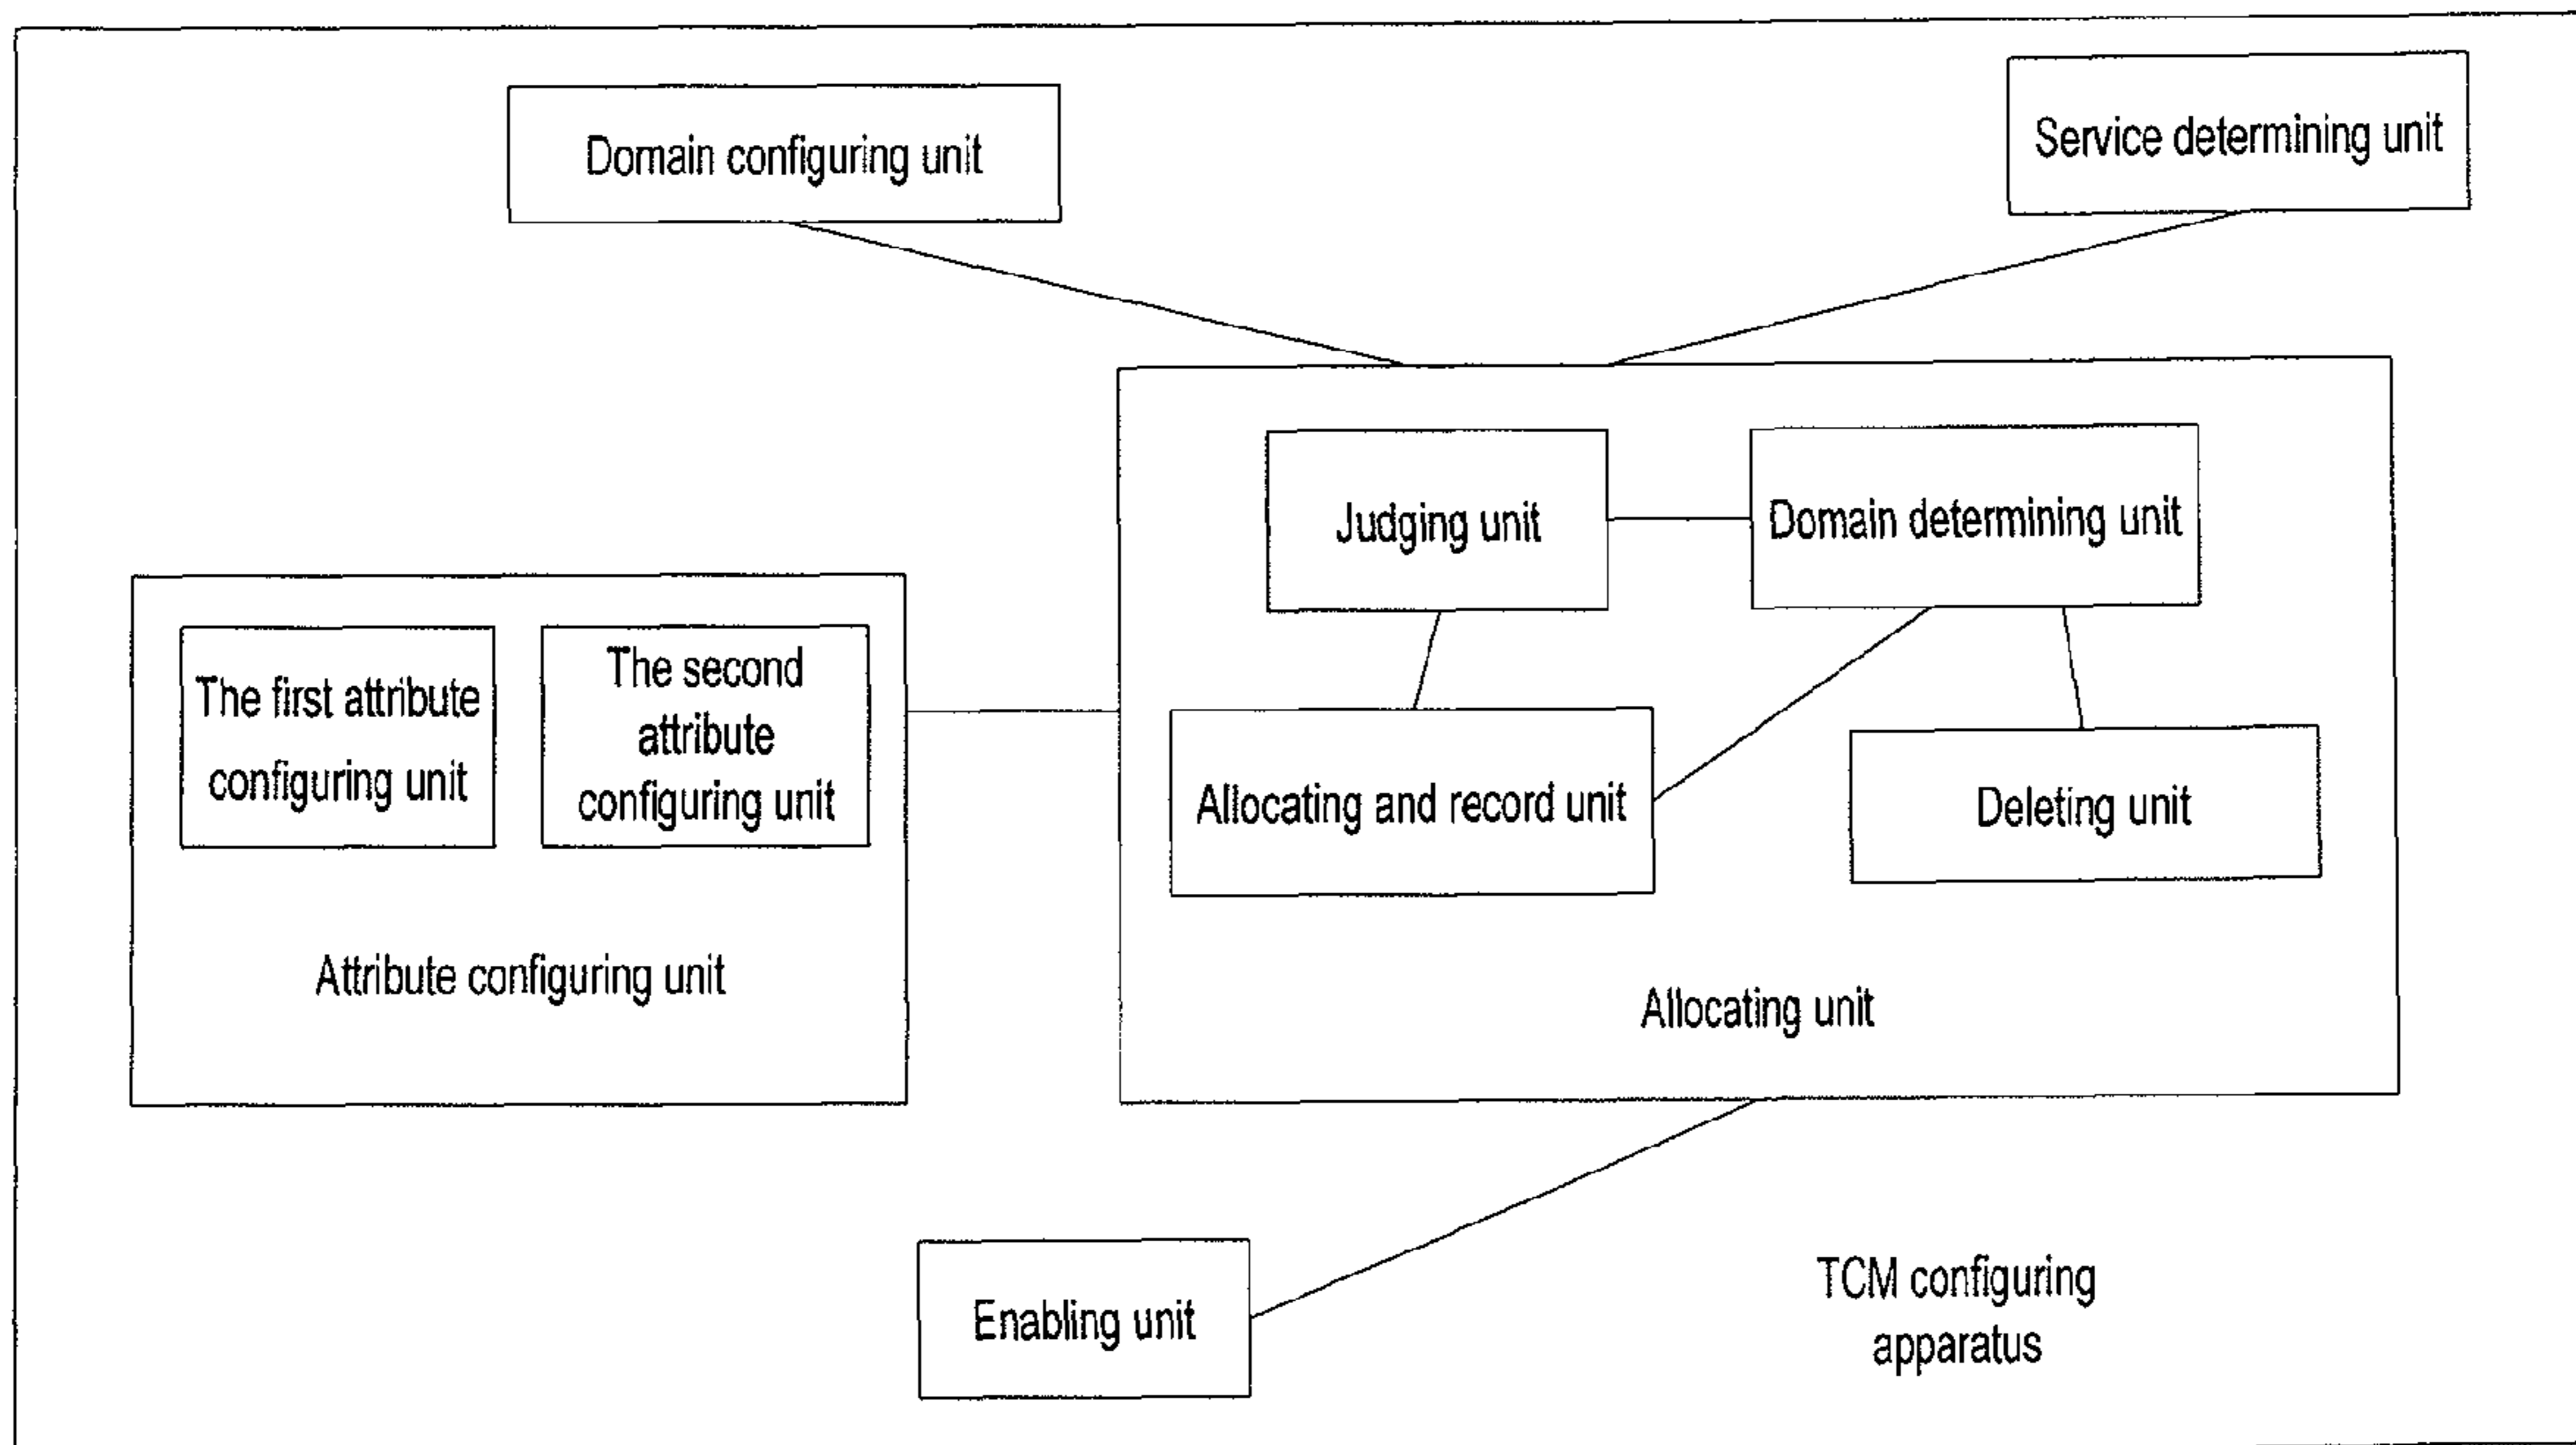 Domain configuring unit
Service determining unit
Judging unit
Domain determining unit
The first attribute
configuring unit
The second
attribute
configuring unit
Allocating and record unit
Deleting unit
Attribute configuring unit
Allocating unit
Enabling unit
TCM configuring
apparatus